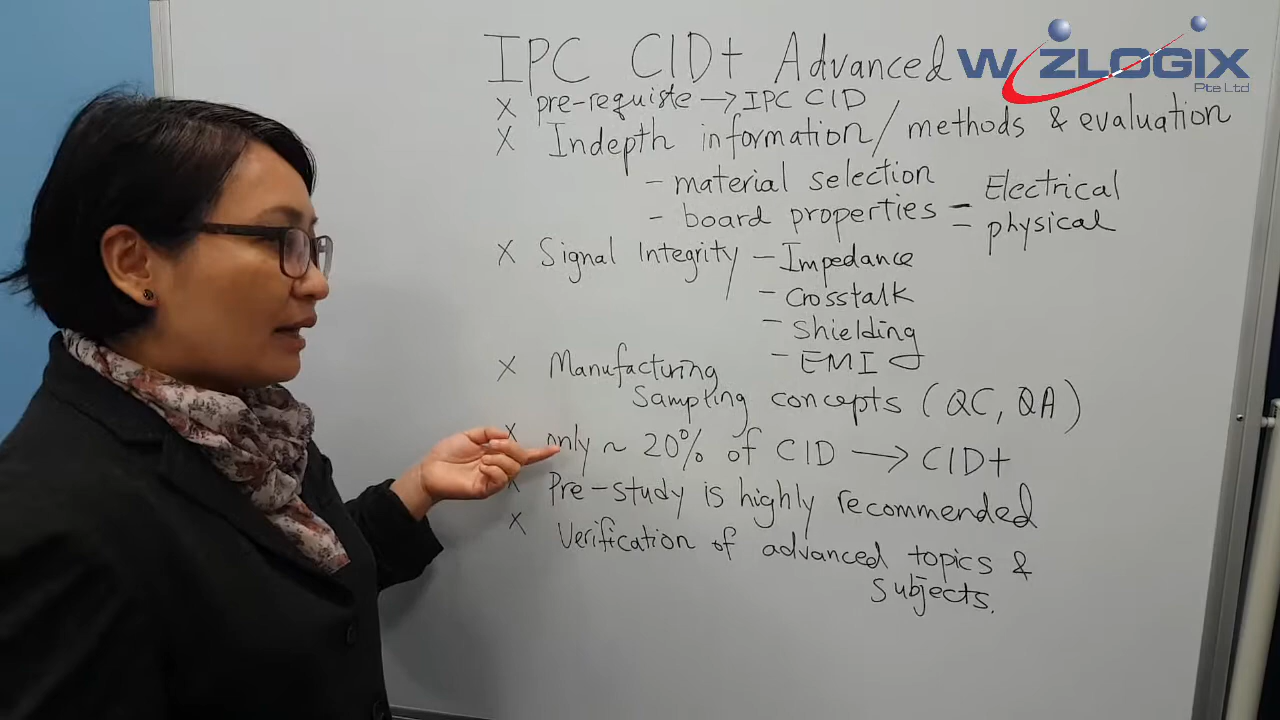 IPC CID+ Advanced
WIZLOGIX
Pte Ltd
X pre-requiste → IPC CID
X Indepth information/ methods & evaluation
- material selection
- board properties - Electrical
- physical
X Signal Integrity - Impedance
- Crosstalk
- Shielding
- EMI
X Manufacturing
Sampling concepts (QC, QA)
X only ~ 20% of CID → CID+
X Pre-study is highly recommended
X Verification of advanced topics &
subjects.